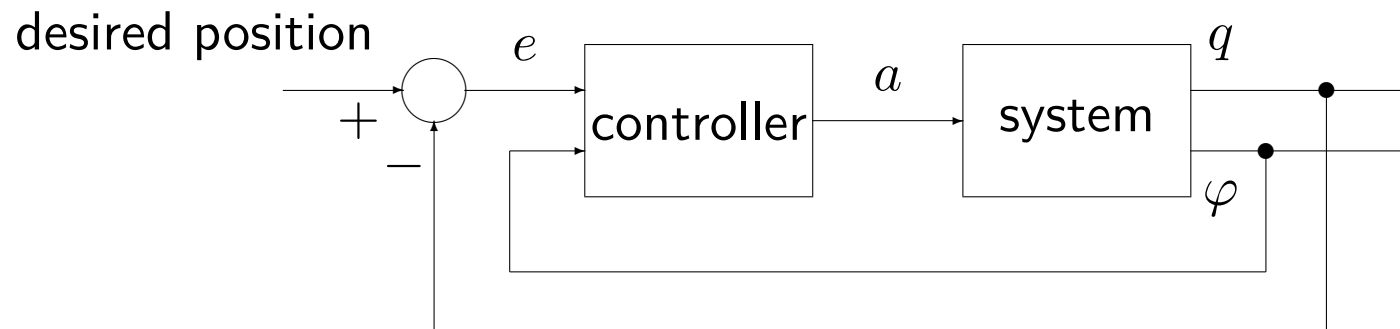 desired position
e
q
a
controller
system
+
−
φ